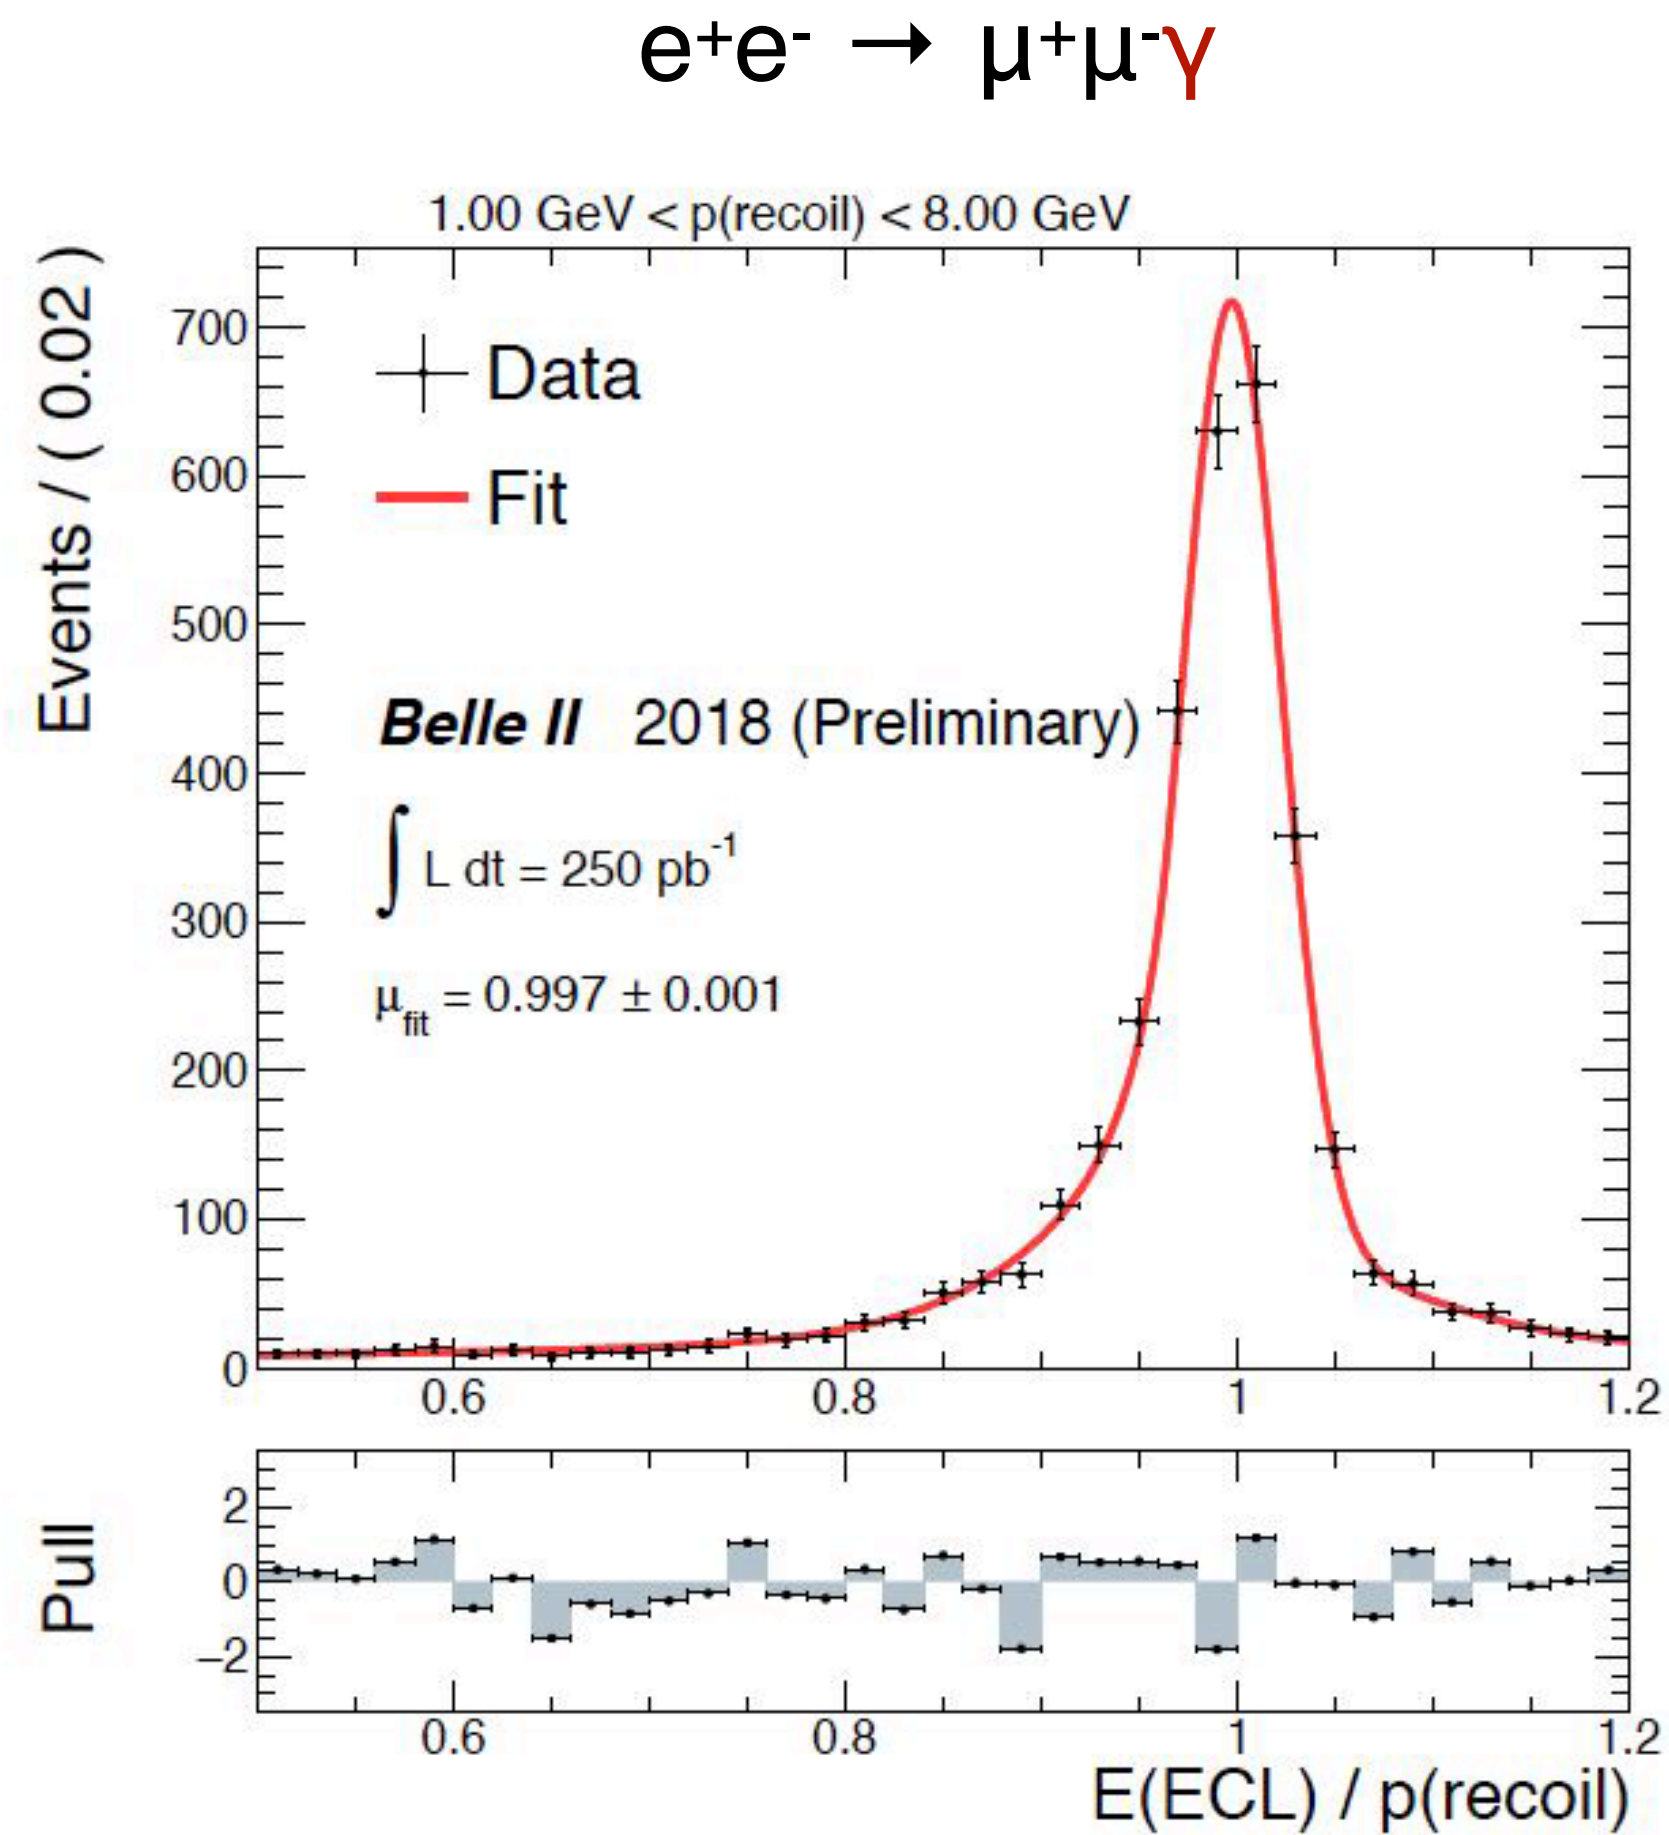 e⁺e⁻ → μ⁺μ⁻γ
1.00 GeV < p(recoil) < 8.00 GeV
Events / ( 0.02 )
700
600
500
400
300
200
100
0
Data
Fit
Belle II 2018 (Preliminary)
∫ L dt = 250 pb⁻¹
μ_fit = 0.997 ± 0.001
0.6 0.8 1 1.2
Pull
2
0
−2
0.6 0.8 1 1.2
E(ECL) / p(recoil)